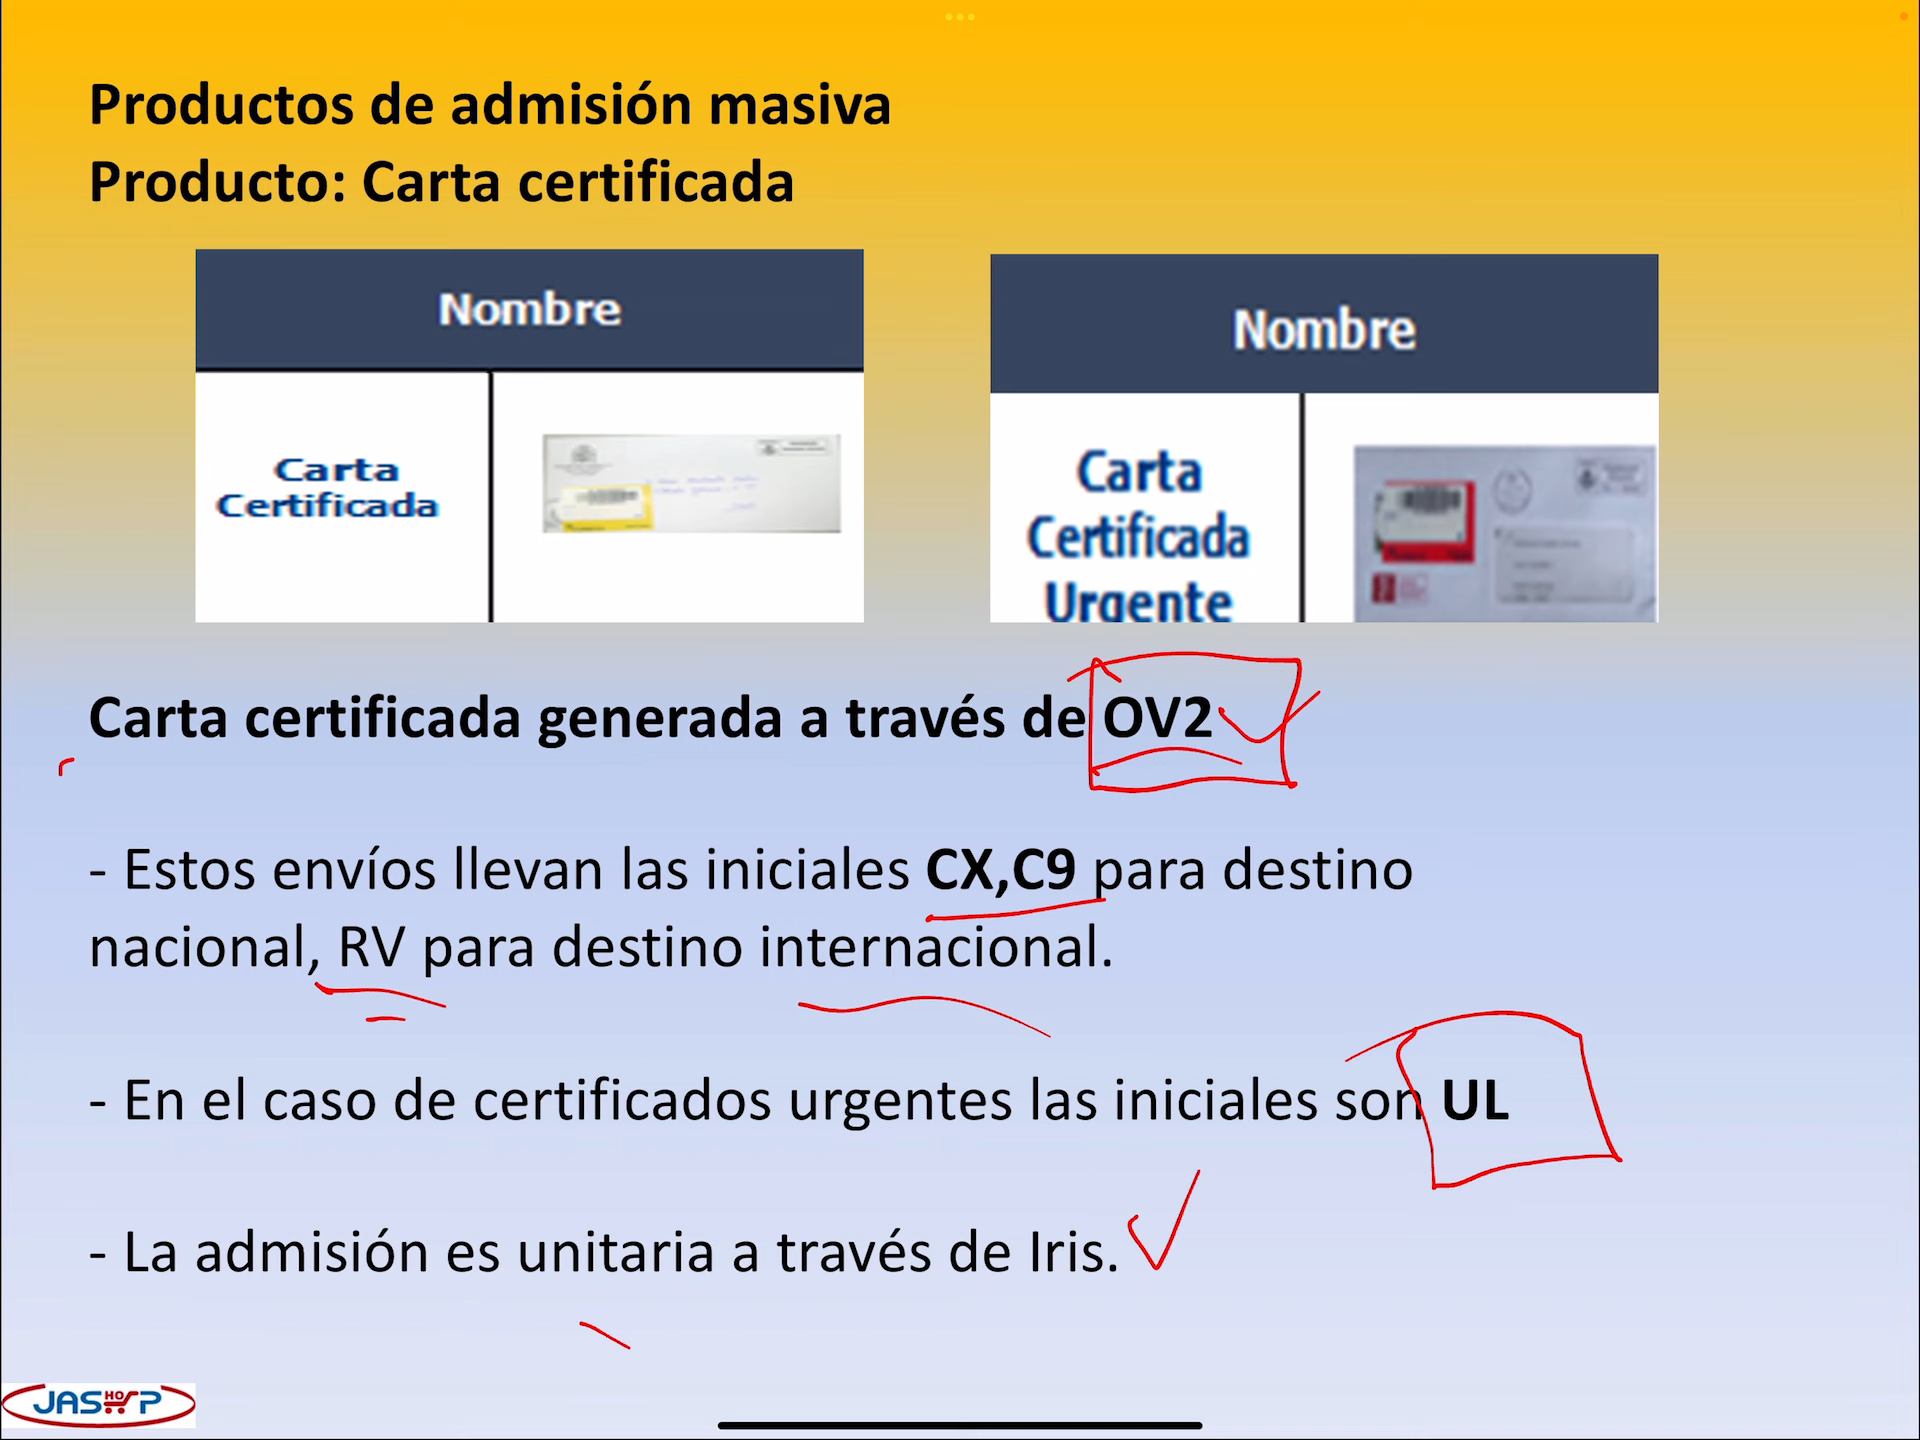 Productos de admisión masiva
Producto: Carta certificada
Nombre
Carta
Certificada
Nombre
Carta
Certificada
Urgente
Carta certificada generada a través de OV2
- Estos envíos llevan las iniciales CX,C9 para destino
nacional, RV para destino internacional.
- En el caso de certificados urgentes las iniciales son UL
- La admisión es unitaria a través de Iris.
JASHOP